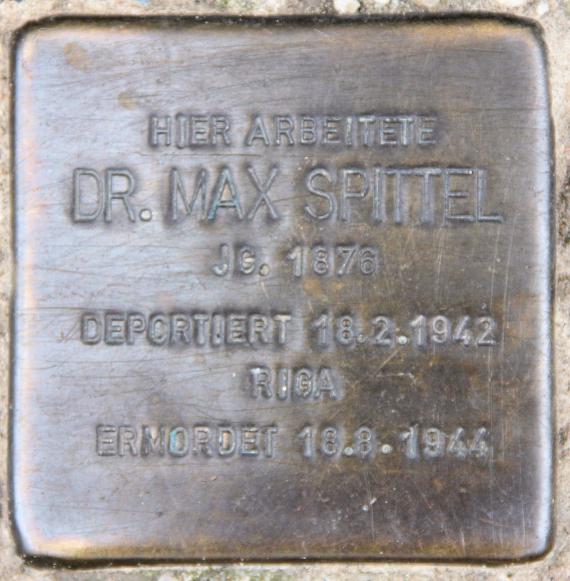 HIER ARBEITETE
DR. MAX SPITTEL
JG. 1876
DEPORTIERT 18.2.1942
RIGA
ERMORDET 18.8.1944